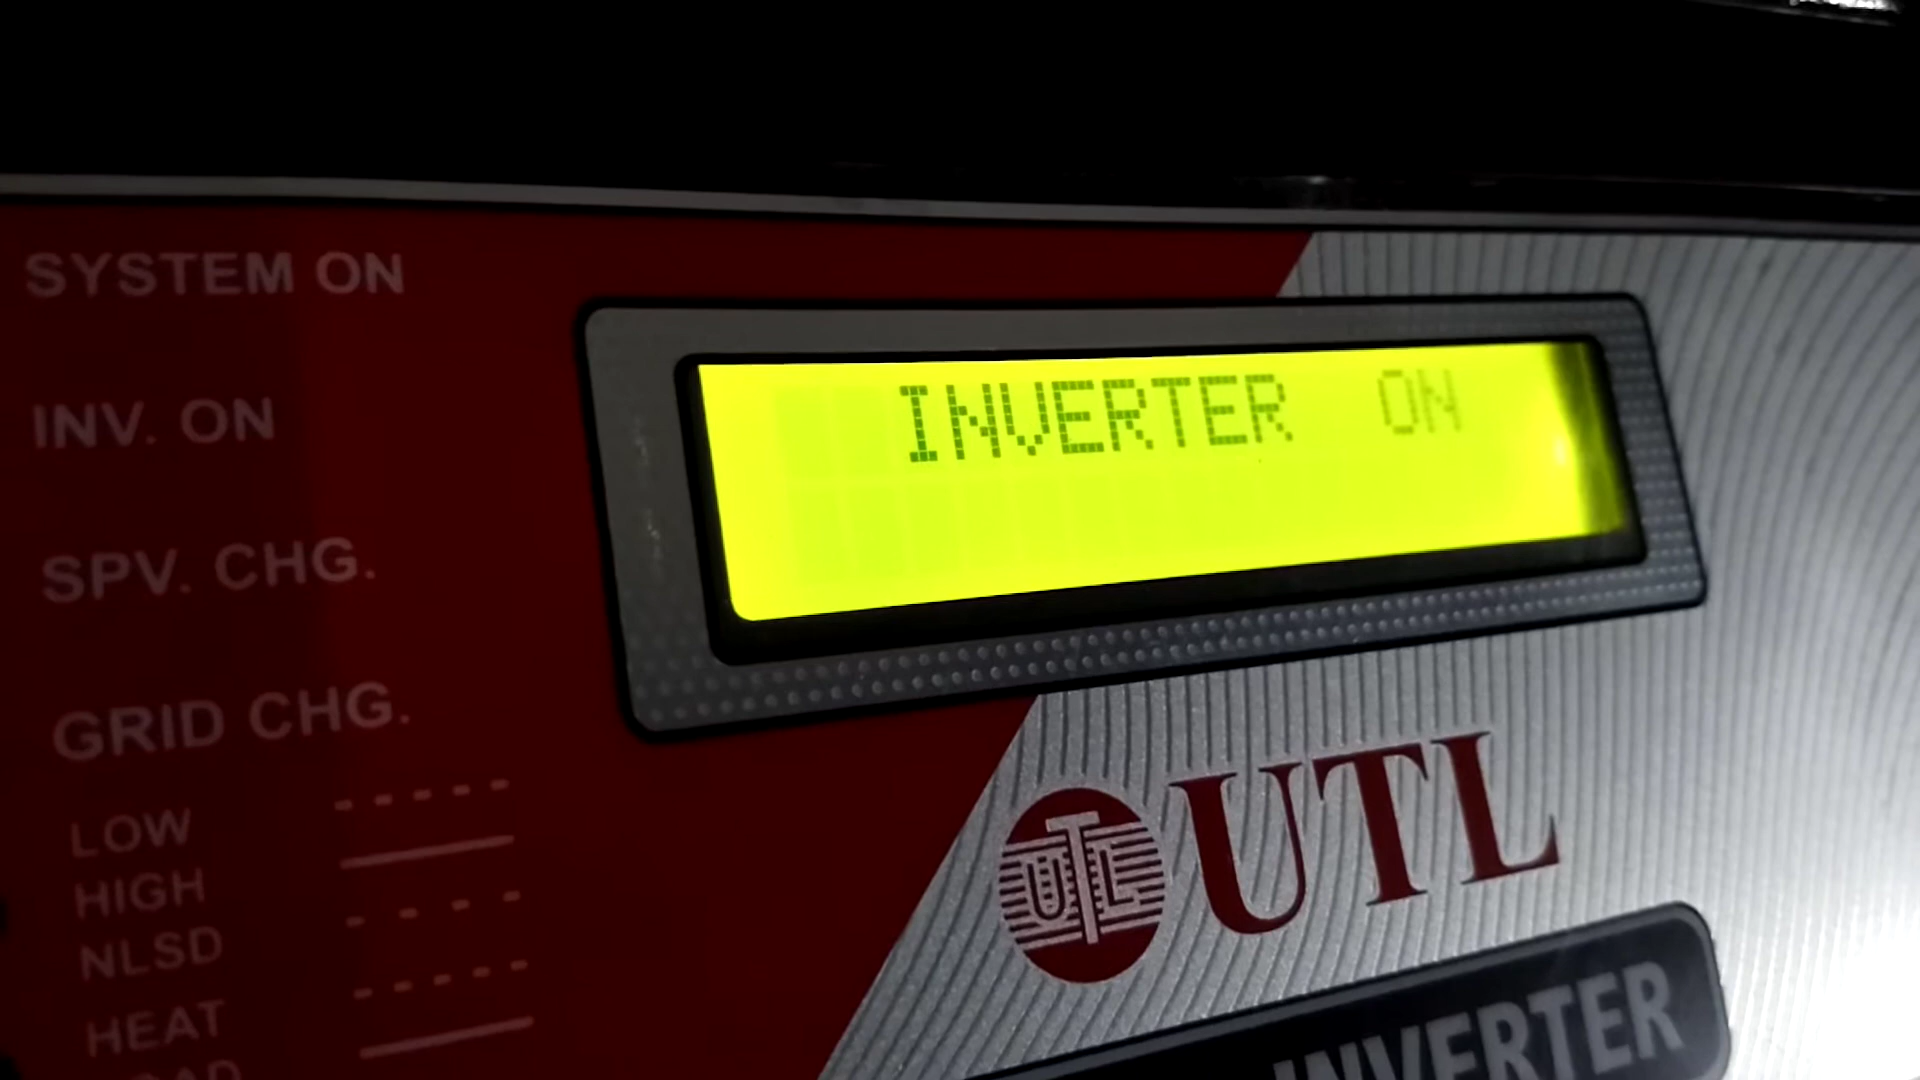 SYSTEM ON
INV. ON
SPV. CHG.
GRID CHG.
LOW
HIGH
NLSD
HEAT
INVERTER ON
UTL
UTL
INVERTER